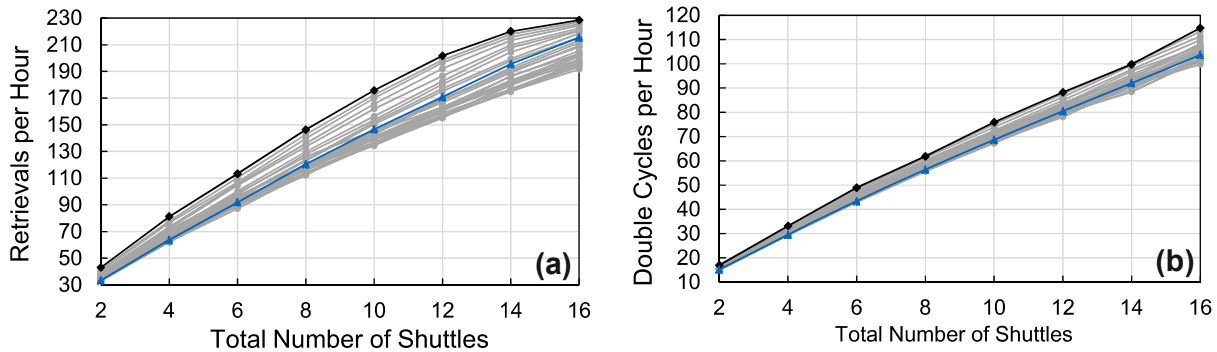 Retrievals per Hour
230
210
190
170
150
130
110
90
70
50
30
2 4 6 8 10 12 14 16
Total Number of Shuttles
(a)
Double Cycles per Hour
120
110
100
90
80
70
60
50
40
30
20
10
2 4 6 8 10 12 14 16
Total Number of Shuttles
(b)